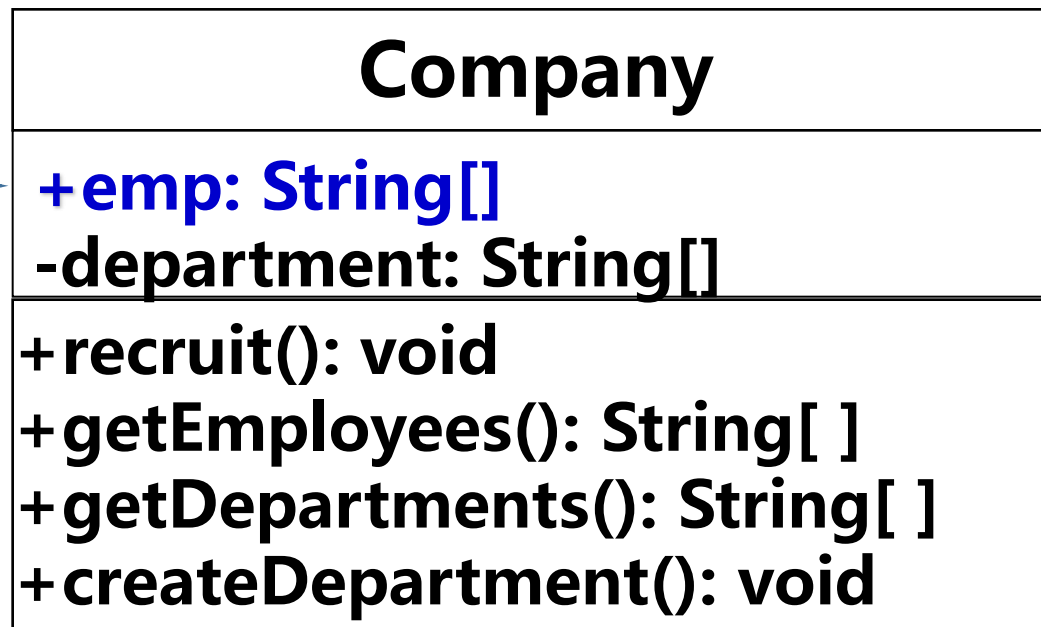 Company
+emp: String[]
-department: String[]
+recruit(): void
+getEmployees(): String[ ]
+getDepartments(): String[ ]
+createDepartment(): void